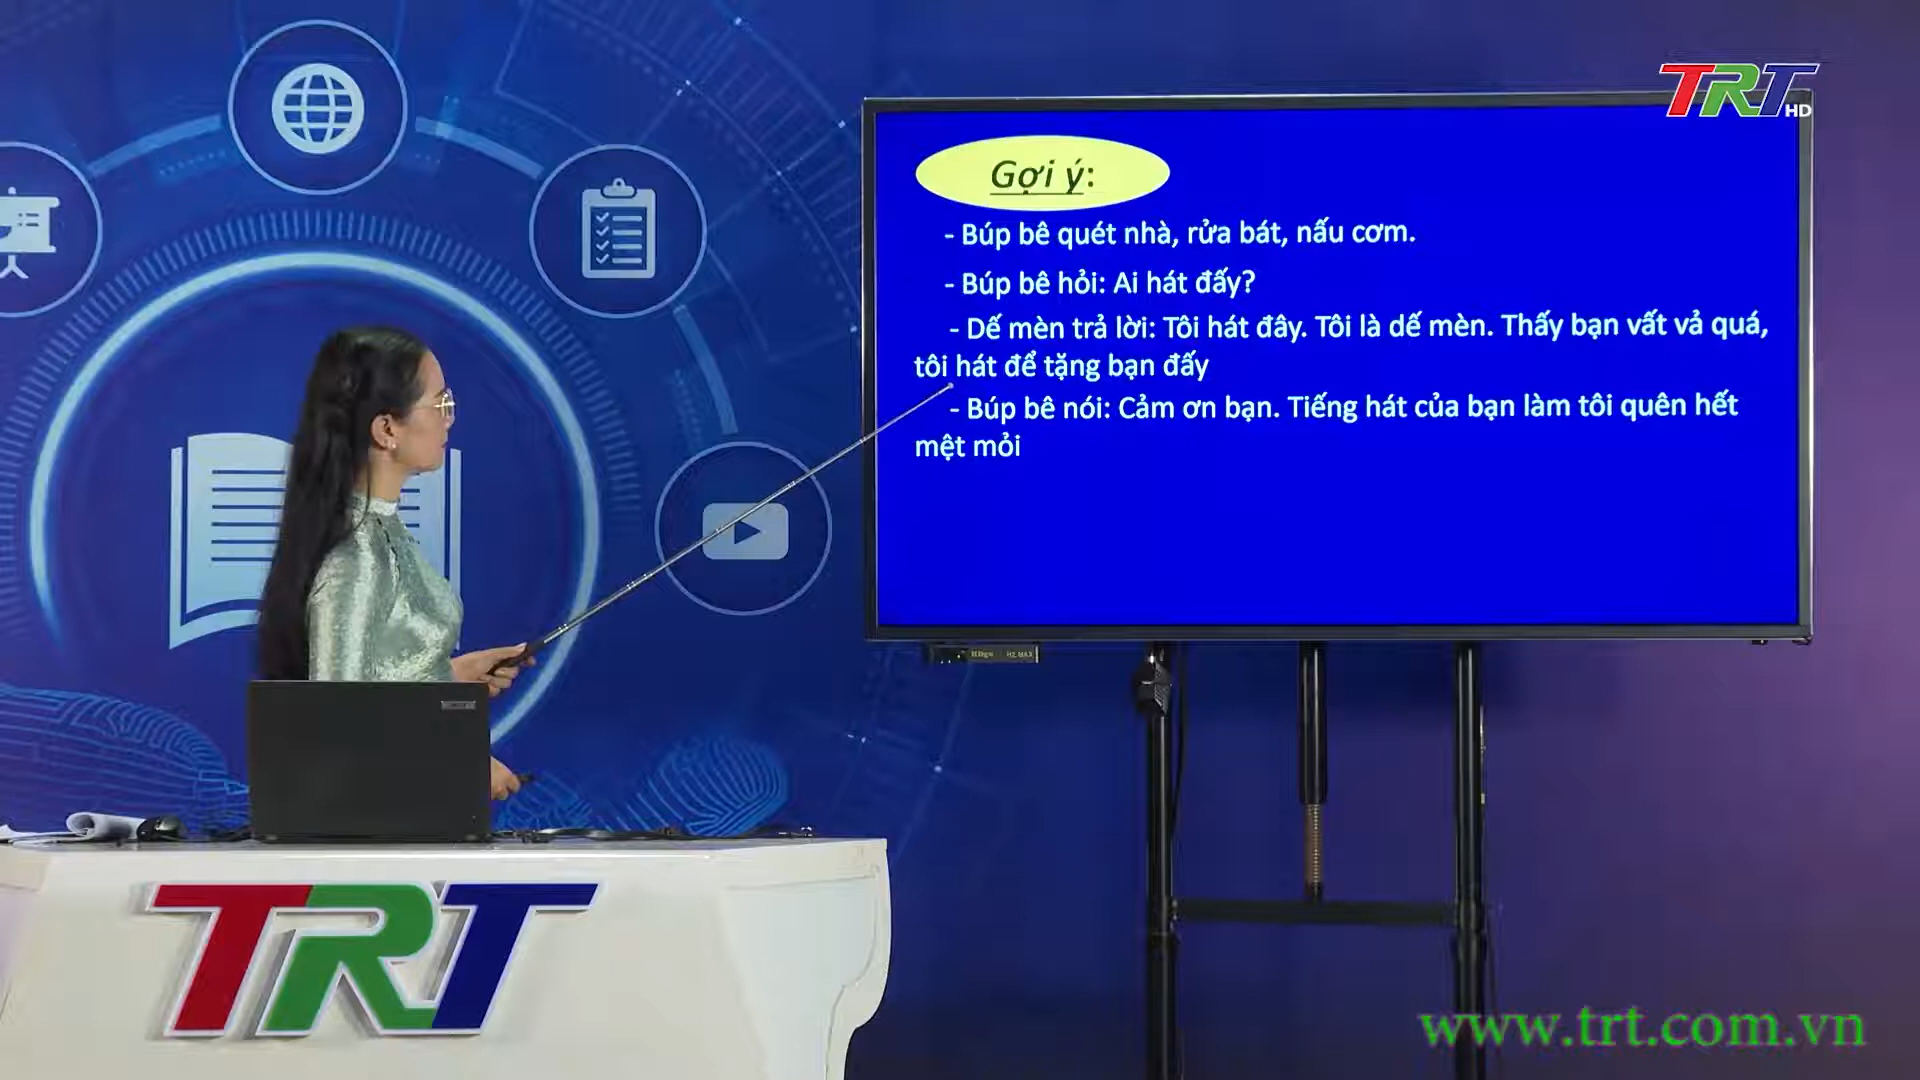 TRT HD
Gợi ý:
- Búp bê quét nhà, rửa bát, nấu cơm.
- Búp bê hỏi: Ai hát đấy?
- Dế mèn trả lời: Tôi hát đây. Tôi là dế mèn. Thấy bạn vất vả quá,
tôi hát để tặng bạn đấy
- Búp bê nói: Cảm ơn bạn. Tiếng hát của bạn làm tôi quên hết
mệt mỏi
TRT
www.trt.com.vn